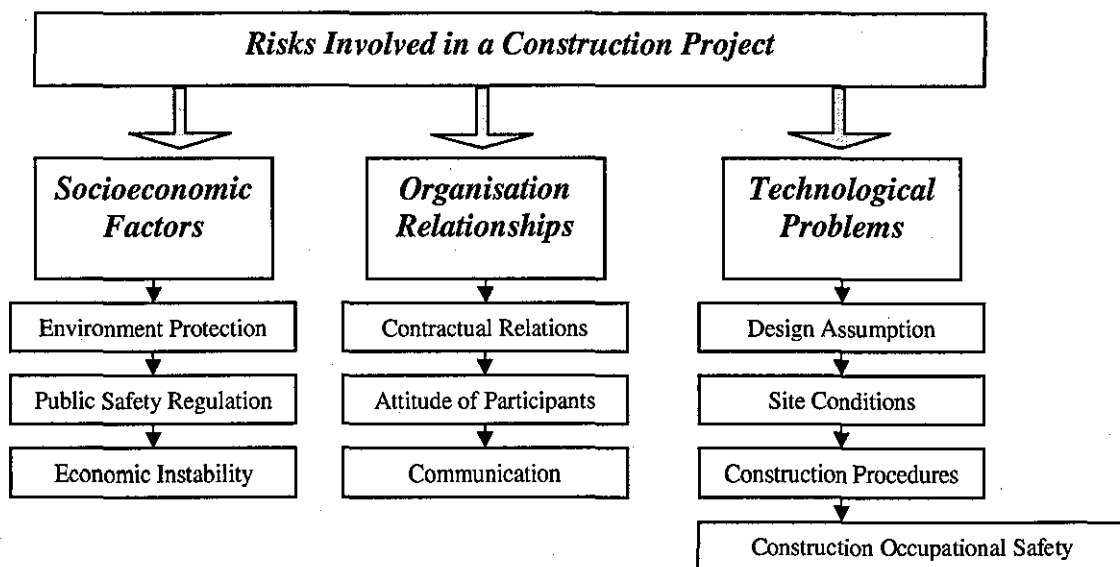 Risks Involved in a Construction Project
Socioeconomic
Factors
Environment Protection
Public Safety Regulation
Economic Instability
Organisation
Relationships
Contractual Relations
Attitude of Participants
Communication
Technological
Problems
Design Assumption
Site Conditions
Construction Procedures
Construction Occupational Safety